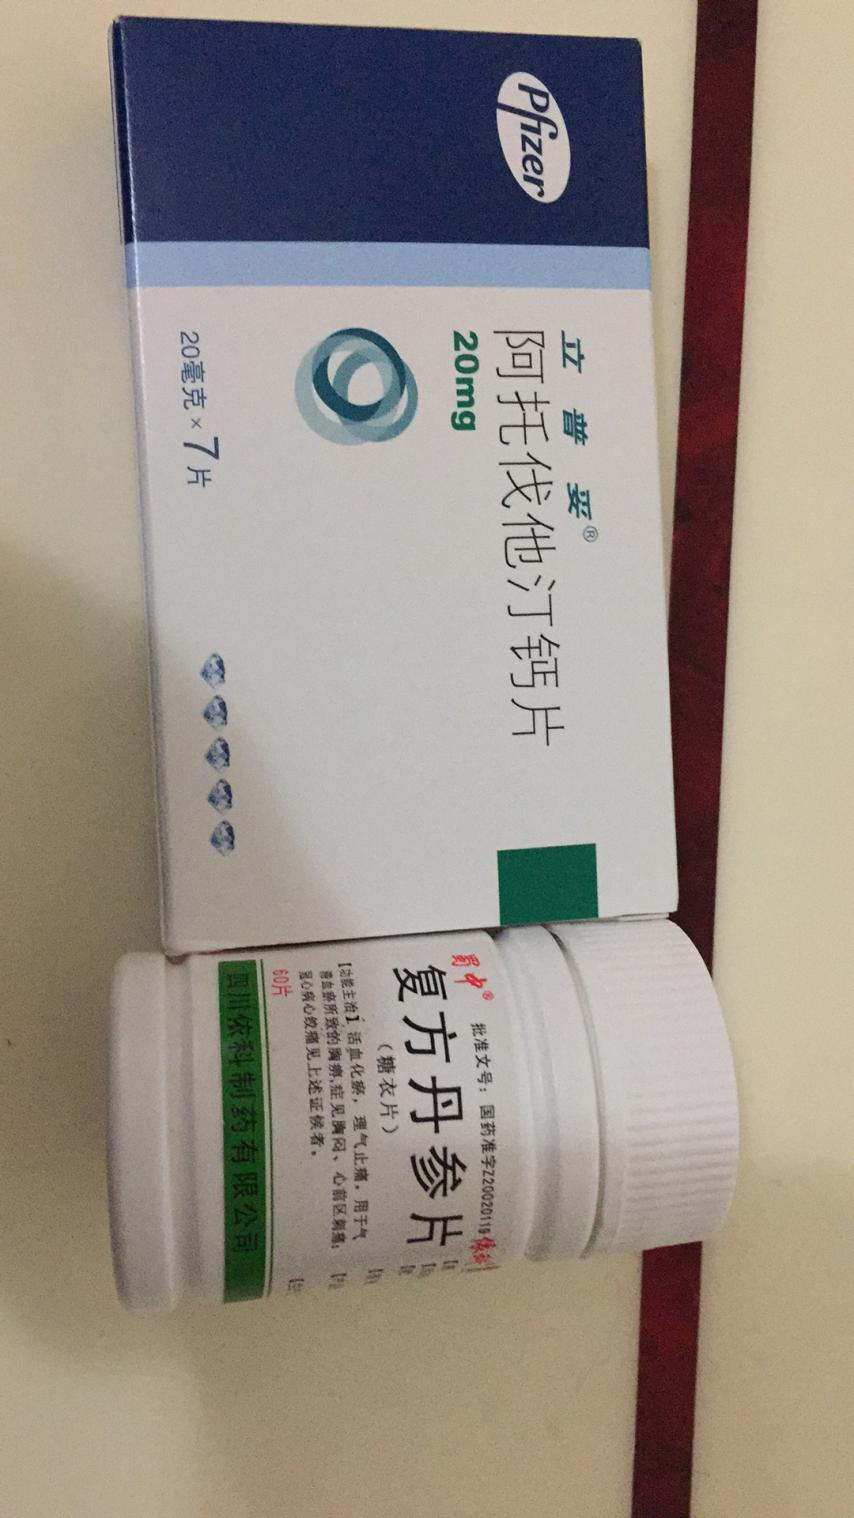 Pfizer
立普妥®
阿托伐他汀钙片
20mg
20毫克×7片
蜀中®
批准文号：国药准字Z20020119
复方丹参片
（糖衣片）
【功能主治】活血化瘀，理气止痛。用于气
滞血瘀所致的胸痹，症见胸闷、心前区刺痛；
冠心病心绞痛见上述证候者。
60片
四川依科制药有限公司